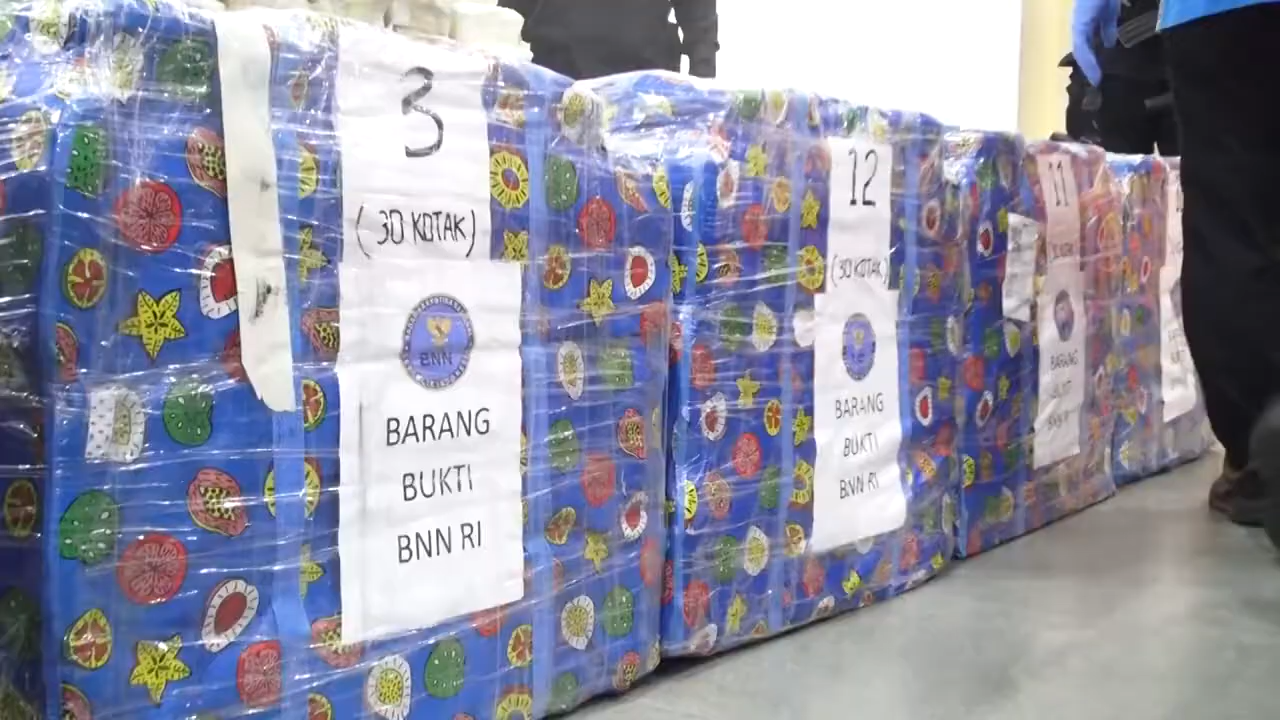 3
(30 KOTAK)
BNN
BARANG
BUKTI
BNN RI
12
(30 KOTAK)
BARANG
BUKTI
BNN RI
11
BARANG